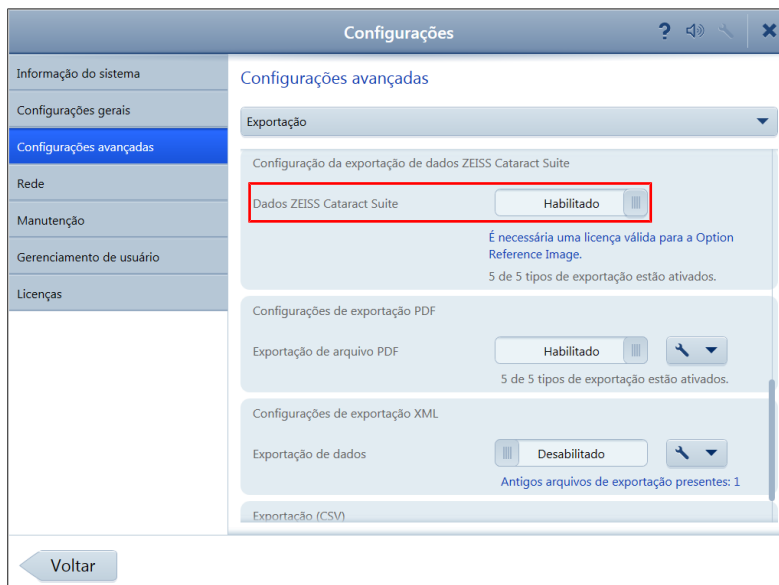 Configurações
?
Informação do sistema
Configurações gerais
Configurações avançadas
Rede
Manutenção
Gerenciamento de usuário
Licenças
Configurações avançadas
Exportação
Configuração da exportação de dados ZEISS Cataract Suite
Dados ZEISS Cataract Suite
Habilitado
É necessária uma licença válida para a Option
Reference Image.
5 de 5 tipos de exportação estão ativados.
Configurações de exportação PDF
Exportação de arquivo PDF
Habilitado
5 de 5 tipos de exportação estão ativados.
Configurações de exportação XML
Exportação de dados
Desabilitado
Antigos arquivos de exportação presentes: 1
Exportação (CSV)
Voltar